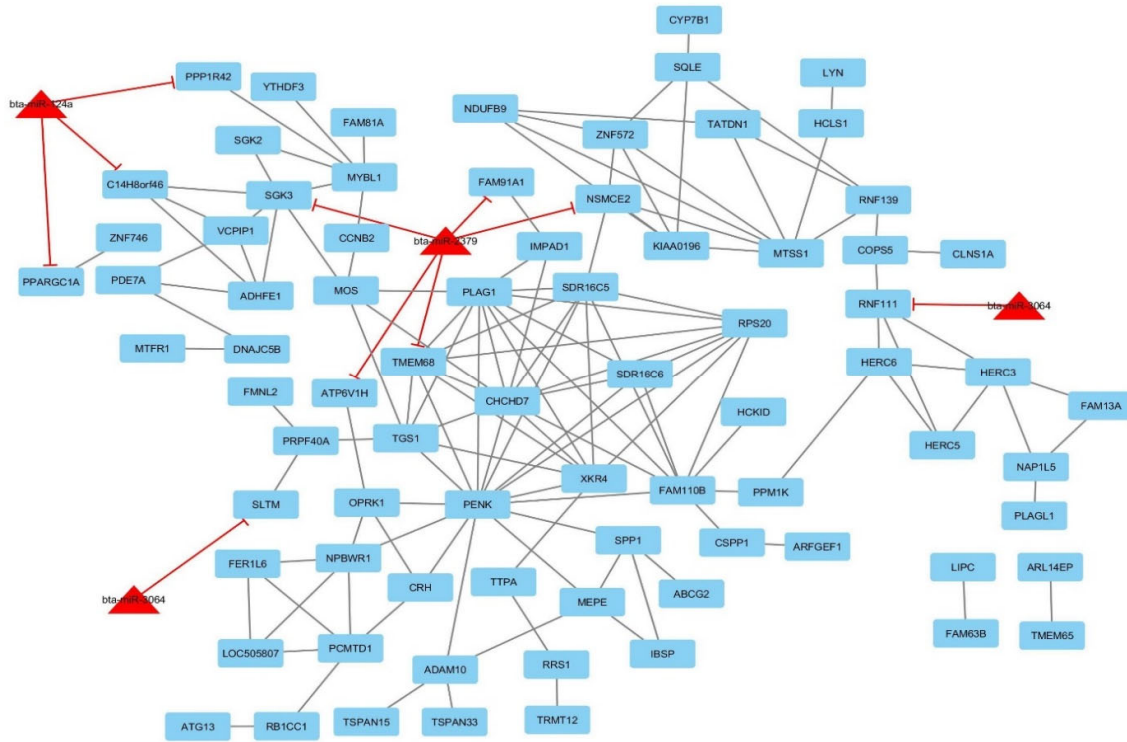 CYP7B1
SQLE
LYN
PPP1R42
YTHDF3
bta-miR-124a
NDUFB9
TATDN1
HCLS1
FAM81A
ZNF572
SGK2
MYBL1
FAM91A1
C14H8orf46
SGK3
NSMCE2
RNF139
VCPIP1
CCNB2
bta-miR-2379
IMPAD1
KIAA0196
MTSS1
COPS5
CLNS1A
ZNF746
PPARGC1A
PDE7A
ADHFE1
MOS
PLAG1
SDR16C5
RNF111
bta-miR-3064
RPS20
MTFR1
DNAJC5B
TMEM68
SDR16C6
HERC6
HERC3
FMNL2
ATP6V1H
CHCHD7
HCKID
FAM13A
PRPF40A
TGS1
HERC5
NAP1L5
XKR4
FAM110B
PPM1K
SLTM
OPRK1
PENK
PLAGL1
SPP1
CSPP1
ARFGEF1
FER1L6
NPBWR1
CRH
TTPA
LIPC
ARL14EP
bta-miR-3064
MEPE
ABCG2
LOC505807
PCMTD1
IBSP
FAM63B
TMEM65
ADAM10
RRS1
ATG13
RB1CC1
TSPAN15
TSPAN33
TRMT12